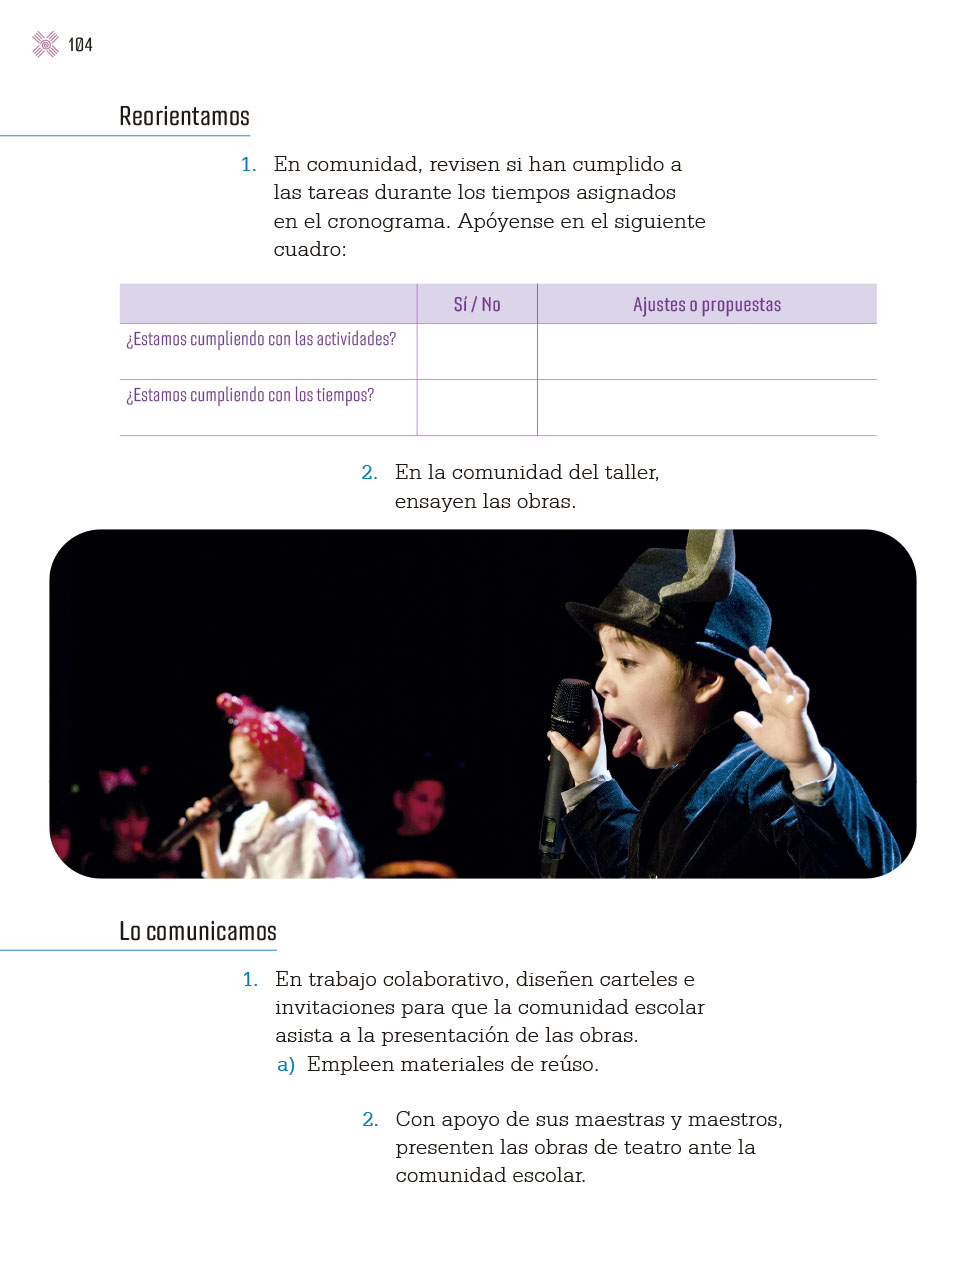 104
Reorientamos
1. En comunidad, revisen si han cumplido a
las tareas durante los tiempos asignados
en el cronograma. Apóyense en el siguiente
cuadro:
Sí / No Ajustes o propuestas
¿Estamos cumpliendo con las actividades?
¿Estamos cumpliendo con los tiempos?
2. En la comunidad del taller,
ensayen las obras.
Lo comunicamos
1. En trabajo colaborativo, diseñen carteles e
invitaciones para que la comunidad escolar
asista a la presentación de las obras.
a) Empleen materiales de reúso.
2. Con apoyo de sus maestras y maestros,
presenten las obras de teatro ante la
comunidad escolar.